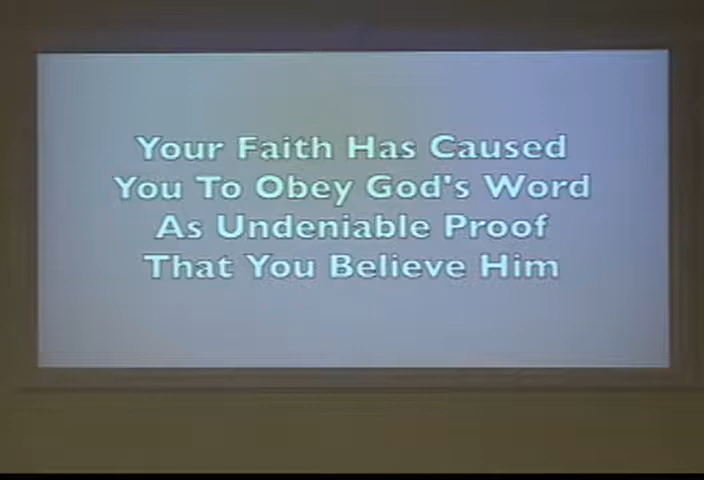 Your Faith Has Caused
You To Obey God's Word
As Undeniable Proof
That You Believe Him